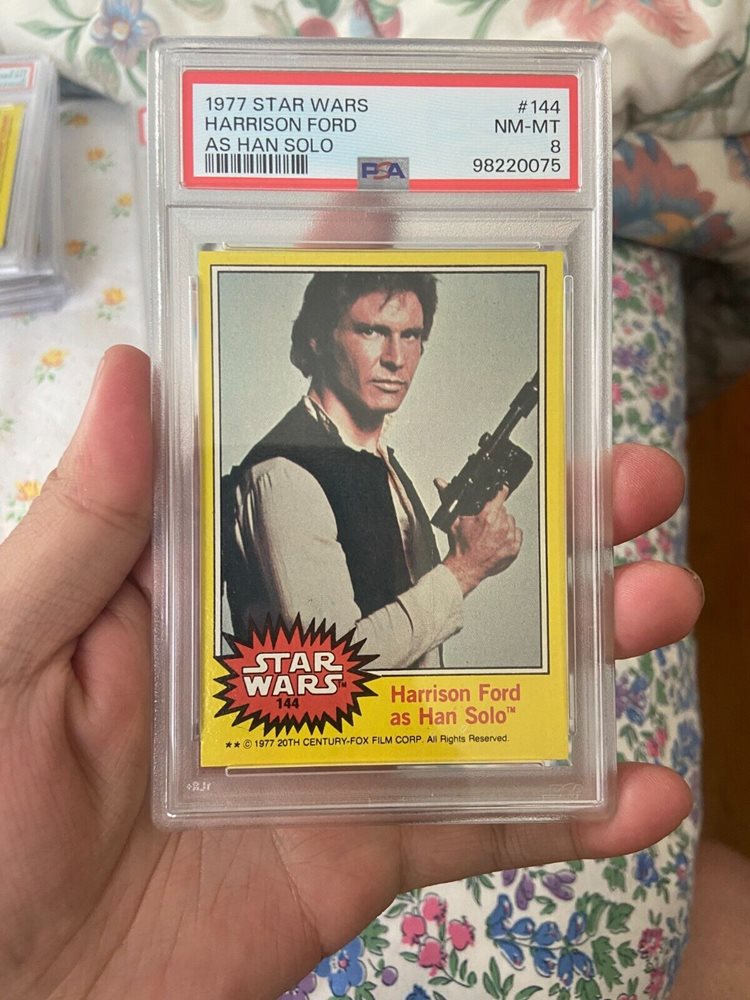 1977 STAR WARS
HARRISON FORD
AS HAN SOLO
#144
NM-MT
8
98220075
PSA
STAR
WARS™
144
Harrison Ford
as Han Solo™
★★ © 1977 20TH CENTURY-FOX FILM CORP. All Rights Reserved.